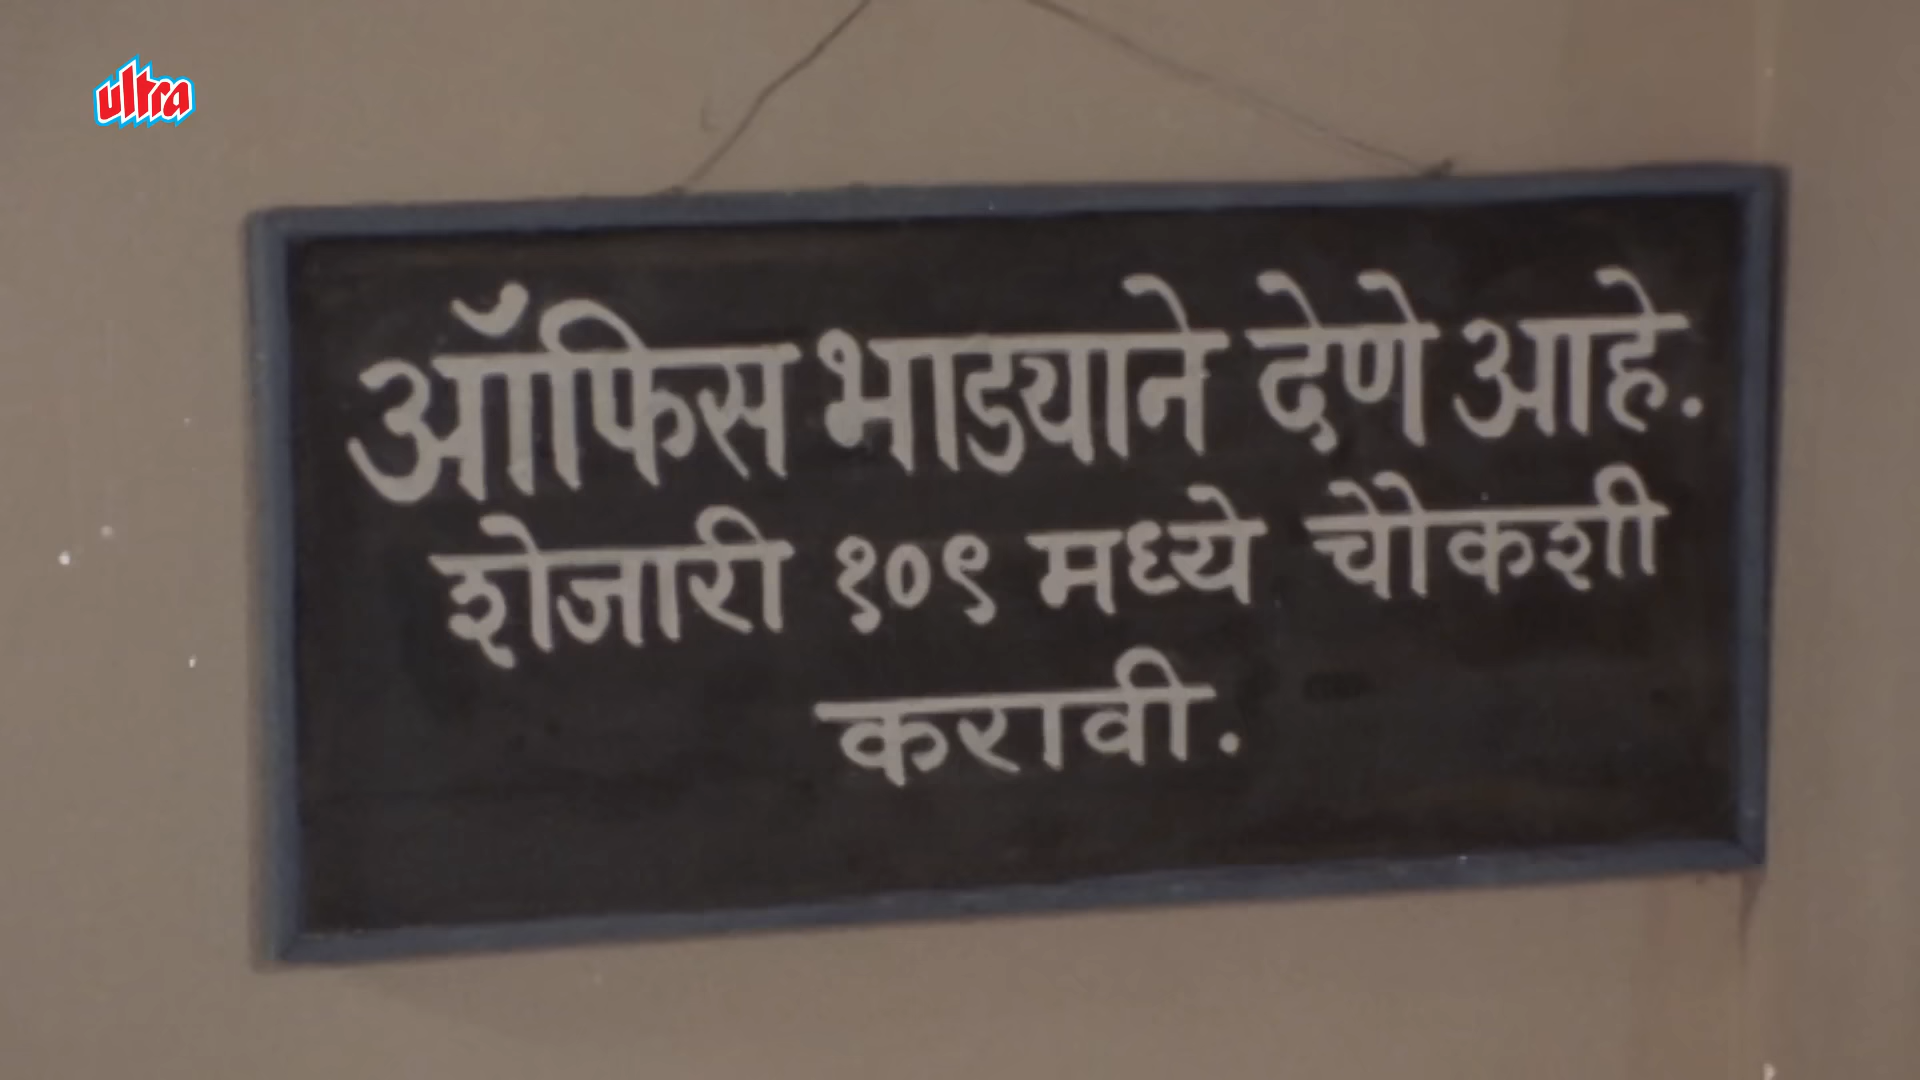 ultra
ऑफिस भाड्याने देणे आहे.
शेजारी १०९ मध्ये चौकशी
करावी.